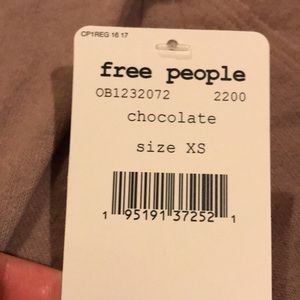 CP1REG 16 17
free people
OB1232072 2200
chocolate
size XS
1 95191 37252 1